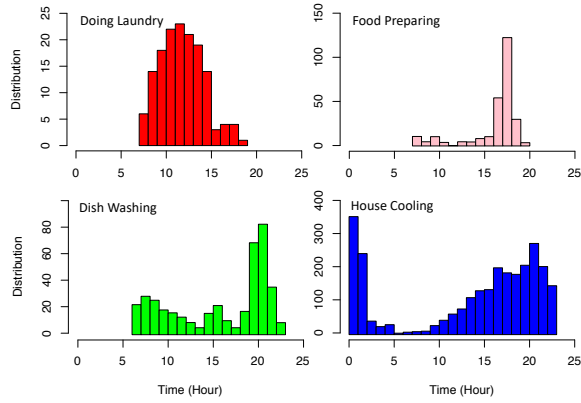 Doing Laundry
Distribution
0 5 10 15 20 25
0 5 10 15 20 25
Food Preparing
0 50 100 150
0 5 10 15 20 25
Dish Washing
Distribution
0 20 40 60 80
0 5 10 15 20 25
Time (Hour)
House Cooling
0 100 200 300 400
0 5 10 15 20 25
Time (Hour)